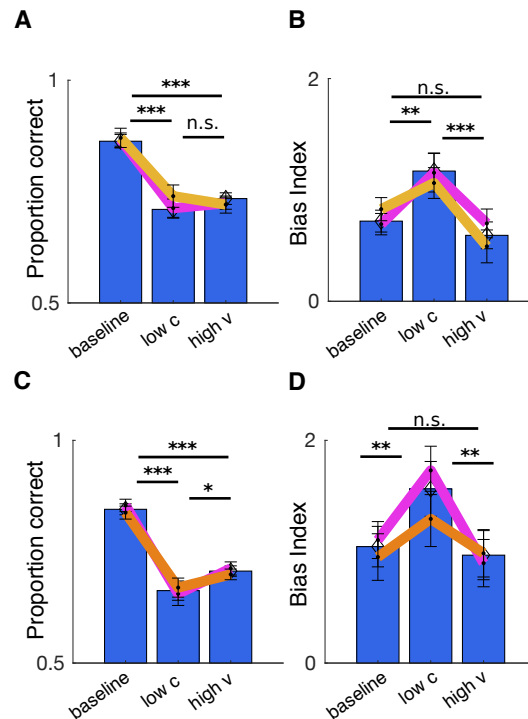 A
B
1
Proportion correct
0.5
***
***
n.s.
baseline
low c
high v
2
Bias Index
0
n.s.
**
***
baseline
low c
high v
C
D
1
Proportion correct
0.5
***
***
*
baseline
low c
high v
2
Bias Index
0
n.s.
**
**
baseline
low c
high v